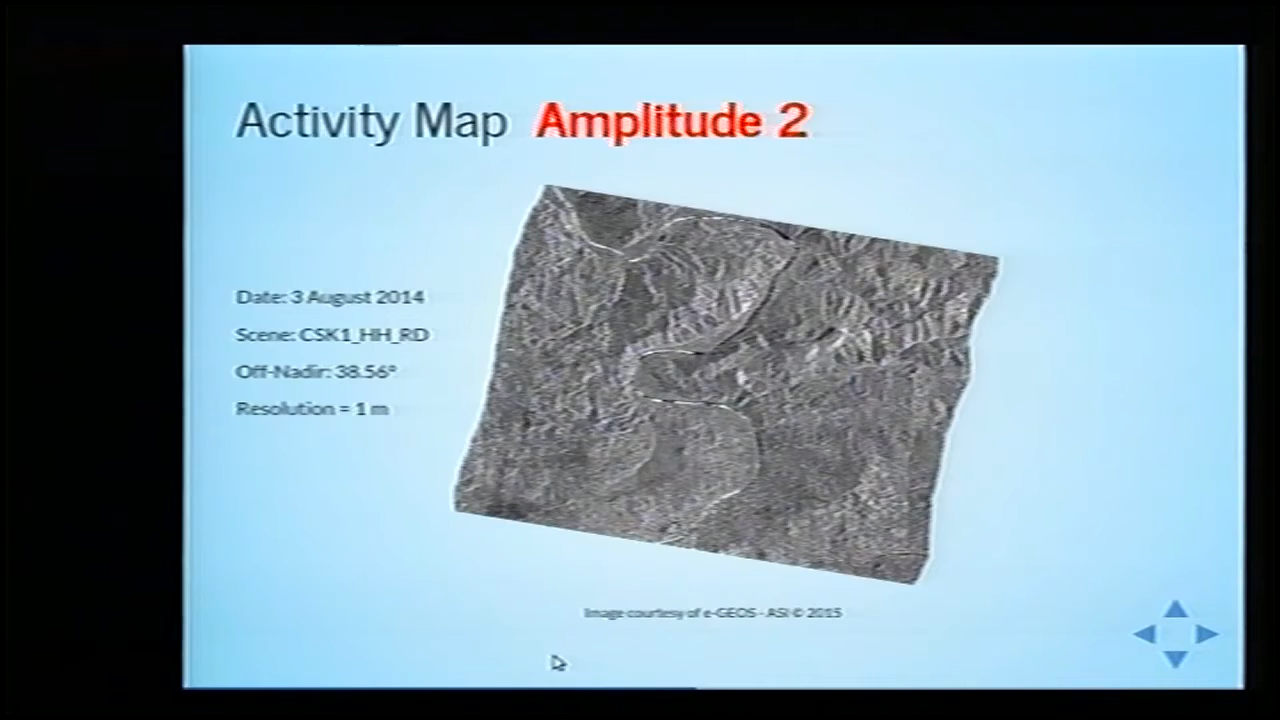 Activity Map Amplitude 2
Date: 3 August 2014
Scene: CSK1_HH_RD
Off-Nadir: 38.56°
Resolution = 1 m
Image courtesy of e-GEOS - ASI © 2015